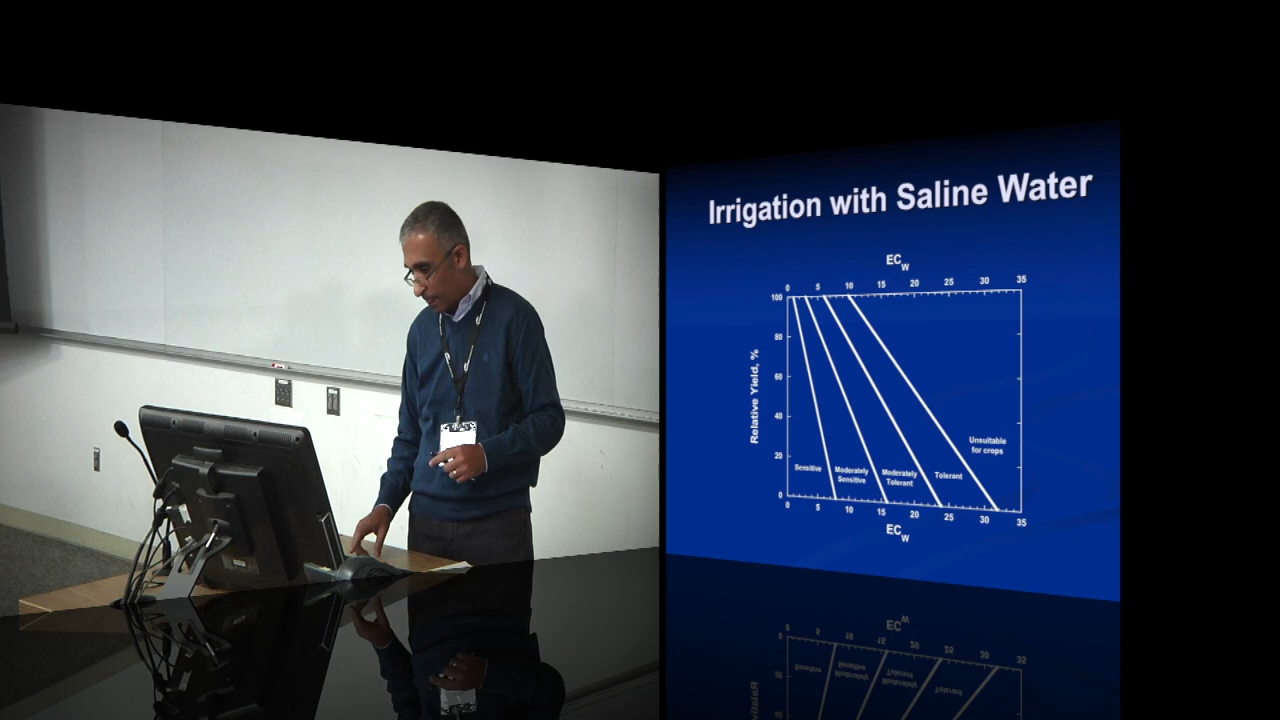 Irrigation with Saline Water
EC W
0 5 10 15 20 25 30 35
100
80
60
40
20
0
Relative Yield, %
Unsuitable
for crops
Sensitive
Moderately
Sensitive
Moderately
Tolerant
Tolerant
0 5 10 15 20 25 30 35
EC W